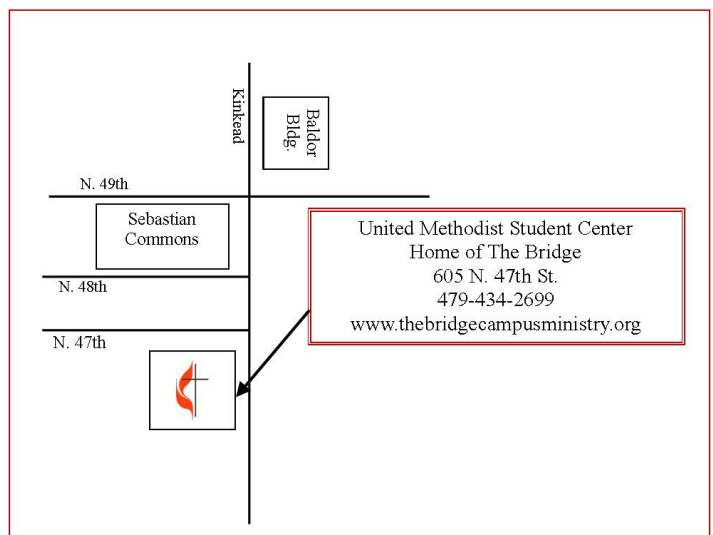 Kinkead
Baldor
Bldg.
N. 49th
Sebastian
Commons
United Methodist Student Center
Home of The Bridge
605 N. 47th St.
479-434-2699
www.thebridgecampusministry.org
N. 48th
N. 47th